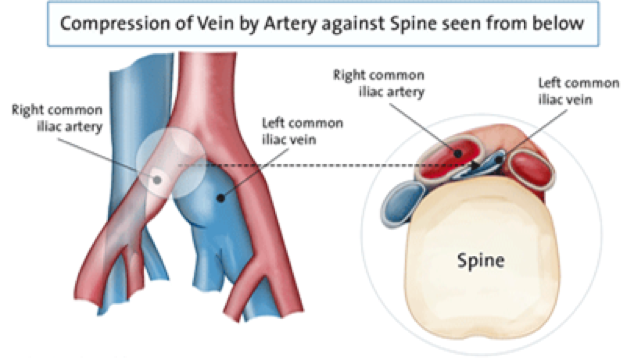 Compression of Vein by Artery against Spine seen from below
Right common
iliac artery
Left common
iliac vein
Right common
iliac artery
Left common
iliac vein
Spine